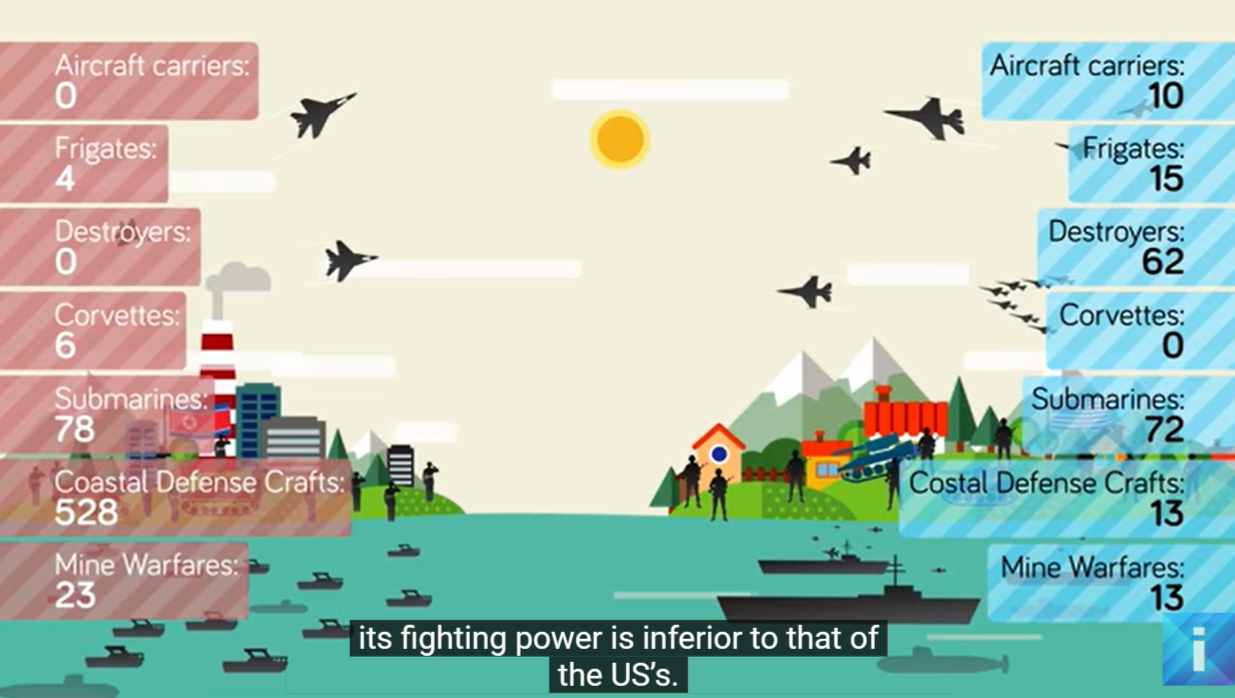 Aircraft carriers:
0
Frigates:
4
Destroyers:
0
Corvettes:
6
Submarines:
78
Coastal Defense Crafts:
528
Mine Warfares:
23
Aircraft carriers:
10
Frigates:
15
Destroyers:
62
Corvettes:
0
Submarines:
72
Costal Defense Crafts:
13
Mine Warfares:
13
its fighting power is inferior to that of
the US’s.
i